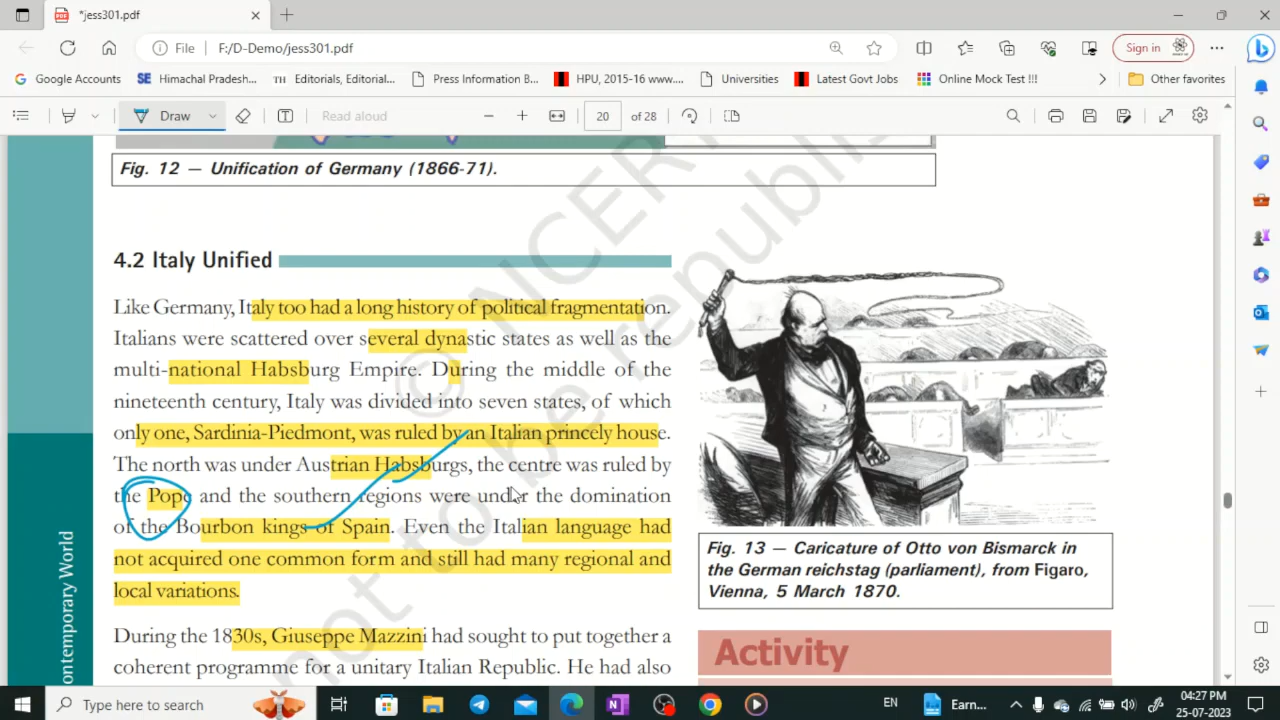 *jess301.pdf
File F:/D-Demo/jess301.pdf
Sign in
Google Accounts
SE Himachal Pradesh...
TH Editorials, Editorial...
Press Information B...
HPU, 2015-16 www....
Universities
Latest Govt Jobs
Online Mock Test !!!
Other favorites
Draw
Read aloud
20 of 28
Fig. 12 — Unification of Germany (1866-71).
4.2 Italy Unified
Like Germany, Italy too had a long history of political fragmentation.
Italians were scattered over several dynastic states as well as the
multi-national Habsburg Empire. During the middle of the
nineteenth century, Italy was divided into seven states, of which
only one, Sardinia-Piedmont, was ruled by an Italian princely house.
The north was under Austrian Habsburgs, the centre was ruled by
the Pope and the southern regions were under the domination
of the Bourbon kings of Spain. Even the Italian language had
not acquired one common form and still had many regional and
local variations.
During the 1830s, Giuseppe Mazzini had sought to put together a
coherent programme for a unitary Italian Republic. He had also
Fig. 13 — Caricature of Otto von Bismarck in
the German reichstag (parliament), from Figaro,
Vienna, 5 March 1870.
Activity
ontemporary World
© NCER
not to be republis
Type here to search
EN
Earn...
04:27 PM
25-07-2023